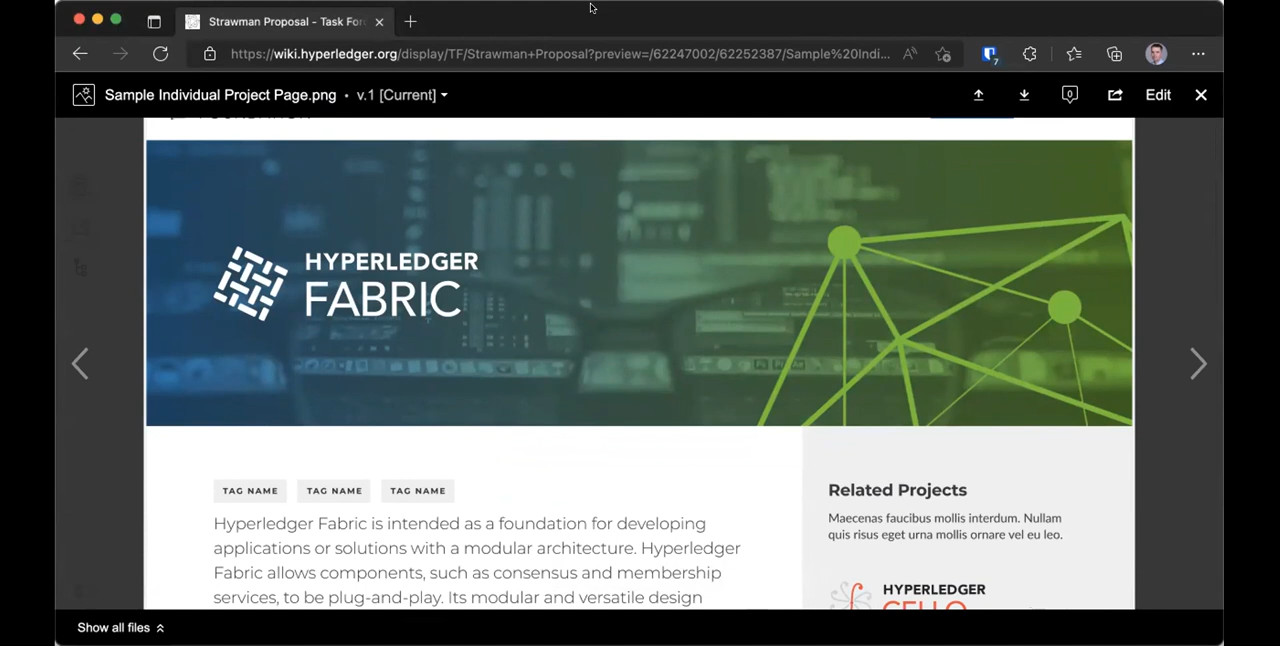 Strawman Proposal - Task For
https://wiki.hyperledger.org/display/TF/Strawman+Proposal?preview=/62247002/62252387/Sample%20Indi...
7
Sample Individual Project Page.png • v.1 [Current]
0
Edit
HYPERLEDGER
FABRIC
TAG NAME TAG NAME TAG NAME
Hyperledger Fabric is intended as a foundation for developing
applications or solutions with a modular architecture. Hyperledger
Fabric allows components, such as consensus and membership
services, to be plug-and-play. Its modular and versatile design
Related Projects
Maecenas faucibus mollis interdum. Nullam
quis risus eget urna mollis ornare vel eu leo.
HYPERLEDGER
CELLO
Show all files